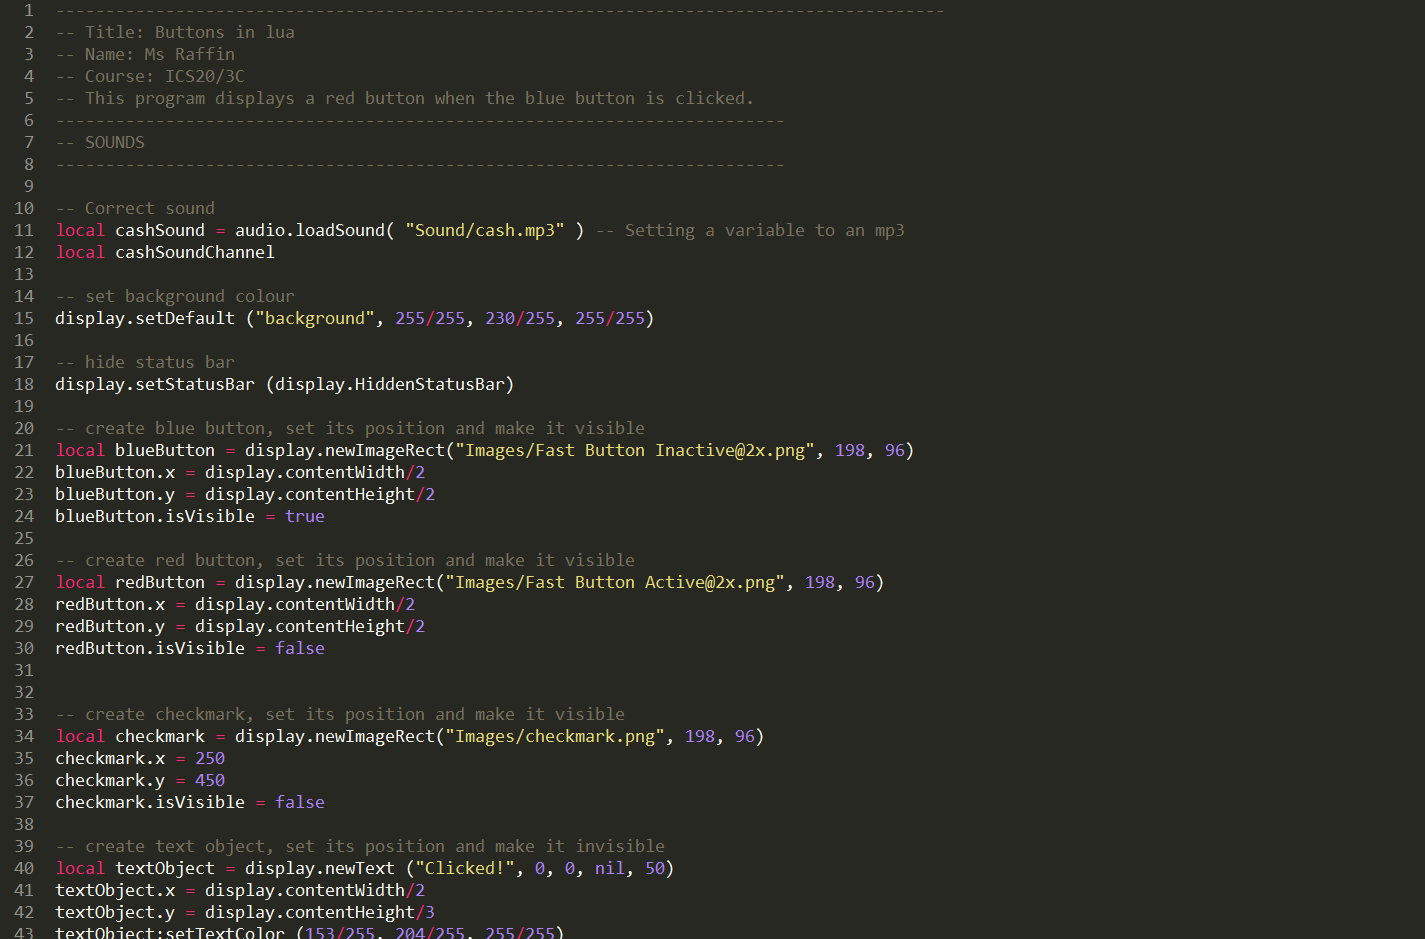 1 -----------------------------------------------------------------------------------------
2 -- Title: Buttons in lua
3 -- Name: Ms Raffin
4 -- Course: ICS20/3C
5 -- This program displays a red button when the blue button is clicked.
6 -------------------------------------------------------------------------
7 -- SOUNDS
8 -------------------------------------------------------------------------
9
10 -- Correct sound
11 local cashSound = audio.loadSound( "Sound/cash.mp3" ) -- Setting a variable to an mp3
12 local cashSoundChannel
13
14 -- set background colour
15 display.setDefault ("background", 255/255, 230/255, 255/255)
16
17 -- hide status bar
18 display.setStatusBar (display.HiddenStatusBar)
19
20 -- create blue button, set its position and make it visible
21 local blueButton = display.newImageRect("Images/Fast Button Inactive@2x.png", 198, 96)
22 blueButton.x = display.contentWidth/2
23 blueButton.y = display.contentHeight/2
24 blueButton.isVisible = true
25
26 -- create red button, set its position and make it visible
27 local redButton = display.newImageRect("Images/Fast Button Active@2x.png", 198, 96)
28 redButton.x = display.contentWidth/2
29 redButton.y = display.contentHeight/2
30 redButton.isVisible = false
31
32
33 -- create checkmark, set its position and make it visible
34 local checkmark = display.newImageRect("Images/checkmark.png", 198, 96)
35 checkmark.x = 250
36 checkmark.y = 450
37 checkmark.isVisible = false
38
39 -- create text object, set its position and make it invisible
40 local textObject = display.newText ("Clicked!", 0, 0, nil, 50)
41 textObject.x = display.contentWidth/2
42 textObject.y = display.contentHeight/3
43 textObject:setTextColor (153/255, 204/255, 255/255)